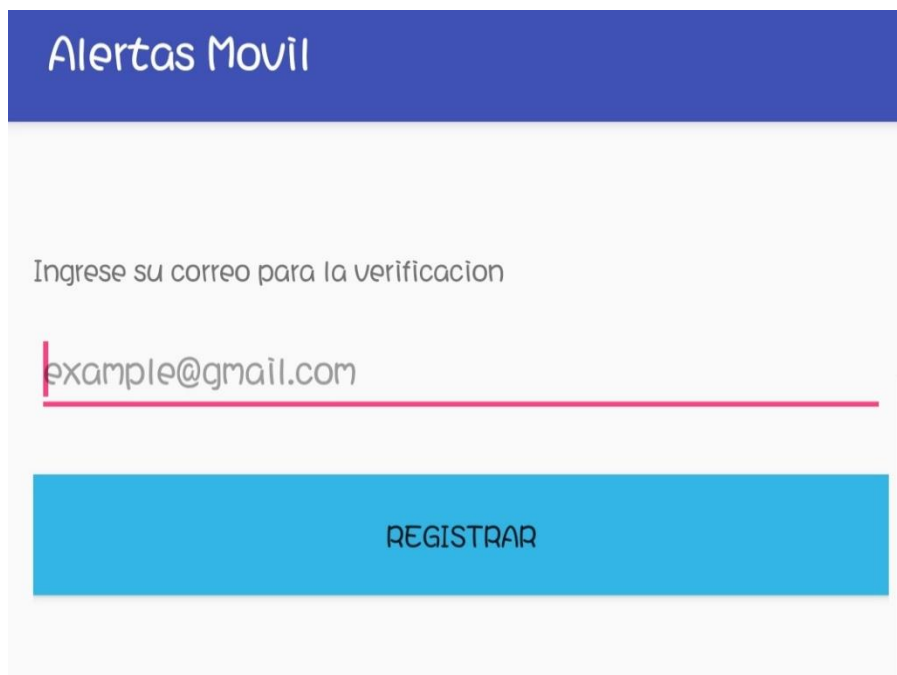 Alertas Movil
Ingrese su correo para la verificacion
example@gmail.com
REGISTRAR